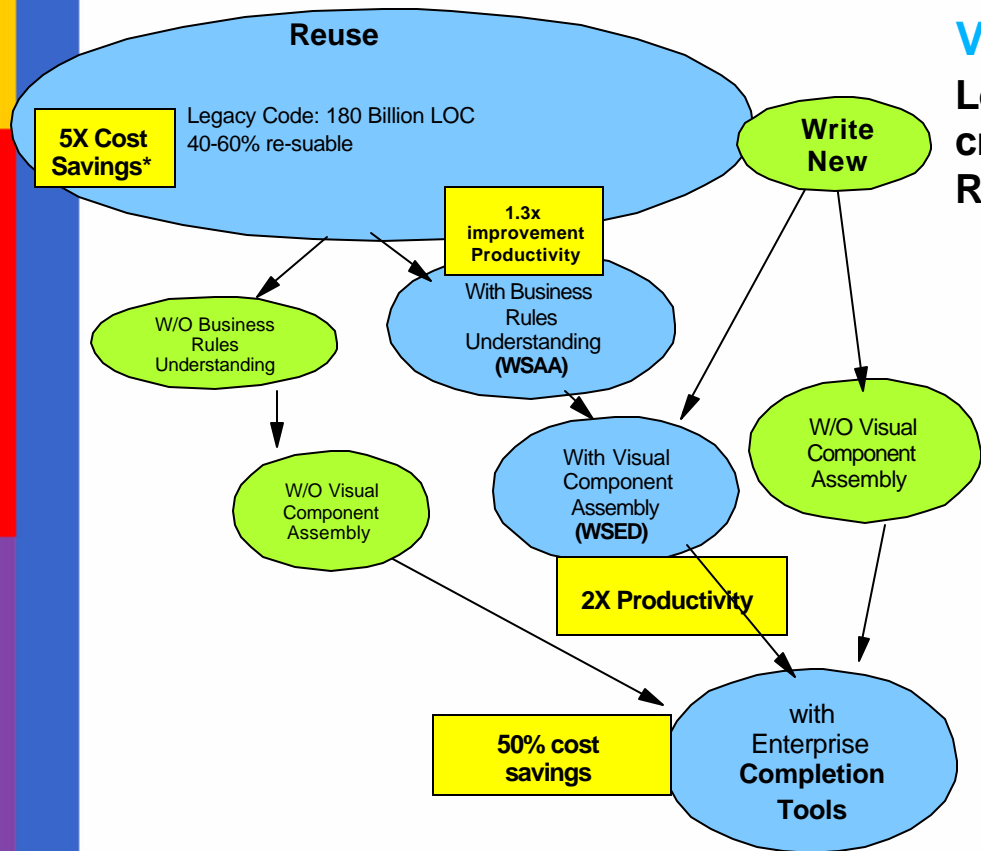 Reuse
Legacy Code: 180 Billion LOC
40-60% re-suable
5X Cost
Savings*
Write
New
1.3x
improvement
Productivity
With Business
Rules
Understanding
(WSAA)
W/O Business
Rules
Understanding
W/O Visual
Component
Assembly
With Visual
Component
Assembly
(WSED)
W/O Visual
Component
Assembly
2X Productivity
50% cost
savings
with
Enterprise
Completion
Tools